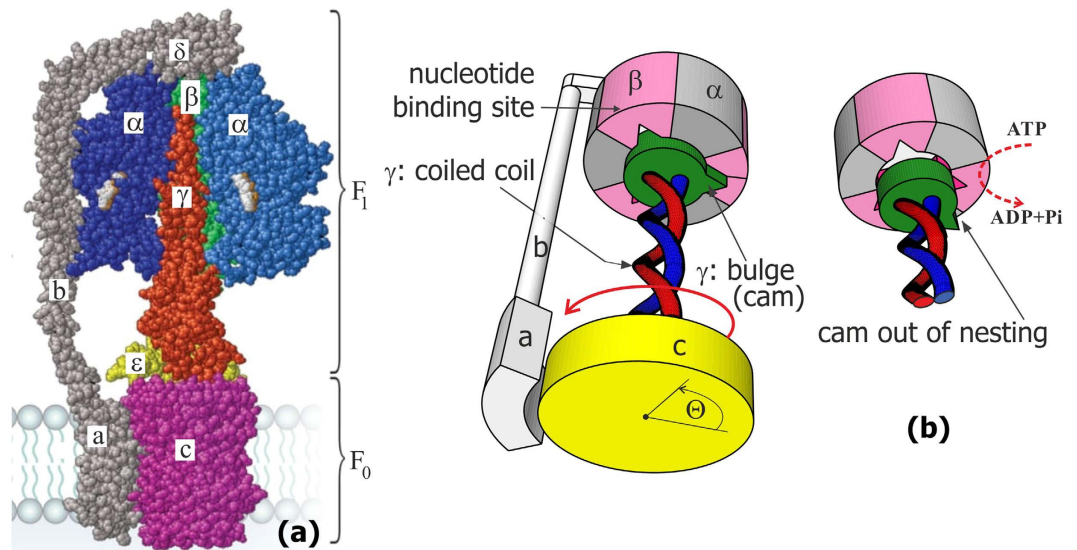 δ
β
α
α
γ
F1
b
ε
a
c
F0
(a)
nucleotide
binding site
β
α
γ: coiled coil
b
γ: bulge
(cam)
a
c
Θ
ATP
ADP+Pi
cam out of nesting
(b)